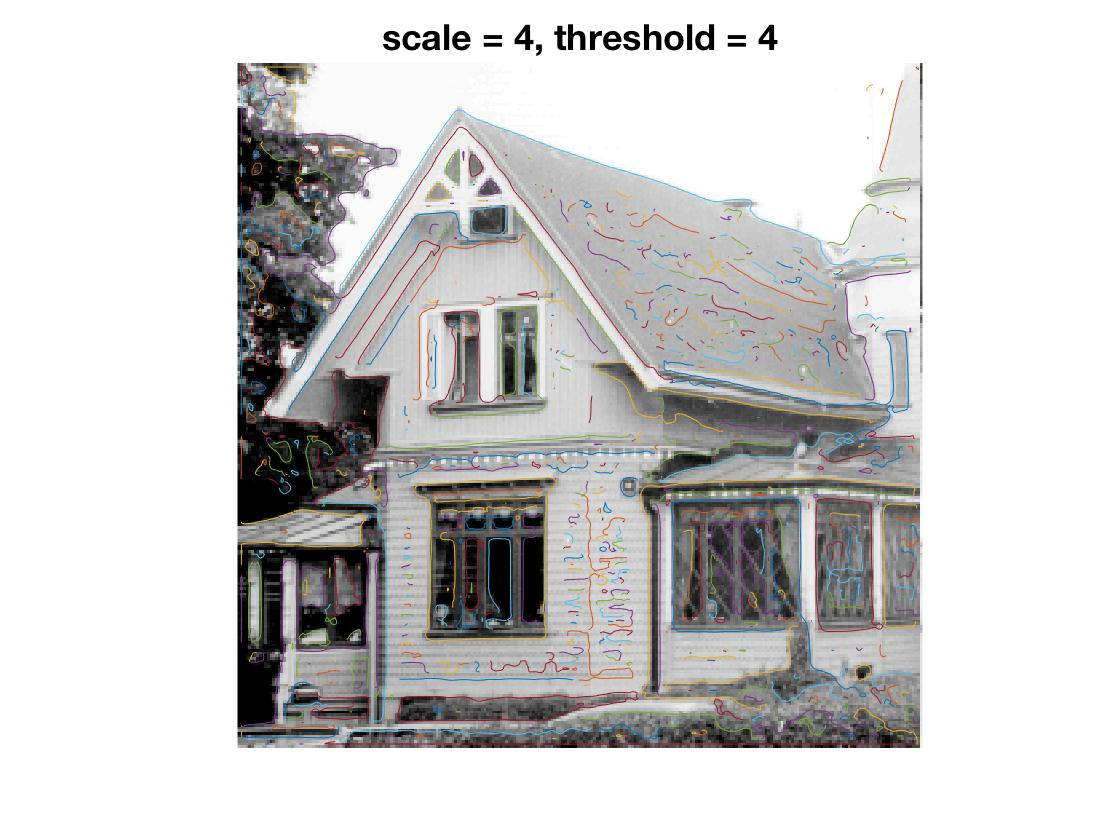 scale = 4, threshold = 4